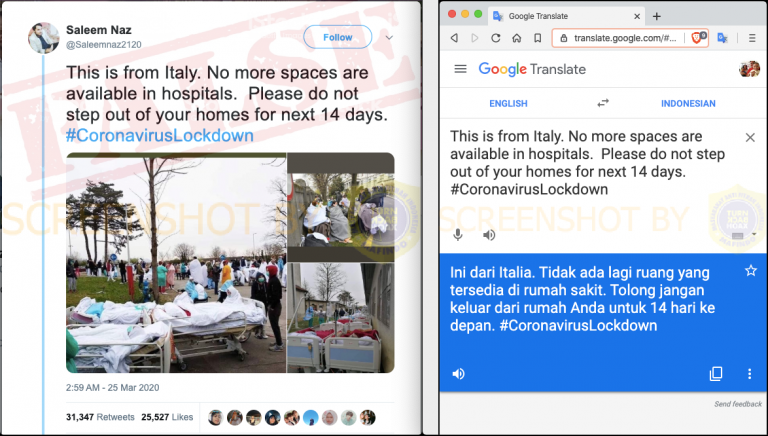 Saleem Naz
@Saleemnaz2120
Follow
This is from Italy. No more spaces are
available in hospitals. Please do not
step out of your homes for next 14 days.
#CoronavirusLockdown
2:59 AM - 25 Mar 2020
31,347 Retweets 25,527 Likes
FALSE
SCREENSHOT BY
Google Translate
translate.google.com/#...
Google Translate
ENGLISH
INDONESIAN
This is from Italy. No more spaces are
available in hospitals. Please do not step
out of your homes for next 14 days.
#CoronavirusLockdown
SCREENSHOT BY
Ini dari Italia. Tidak ada lagi ruang yang
tersedia di rumah sakit. Tolong jangan
keluar dari rumah Anda untuk 14 hari ke
depan. #CoronavirusLockdown
Send feedback